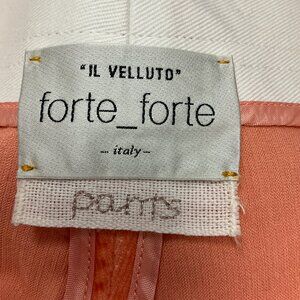 "IL VELLUTO"
forte_forte
– italy –
pants